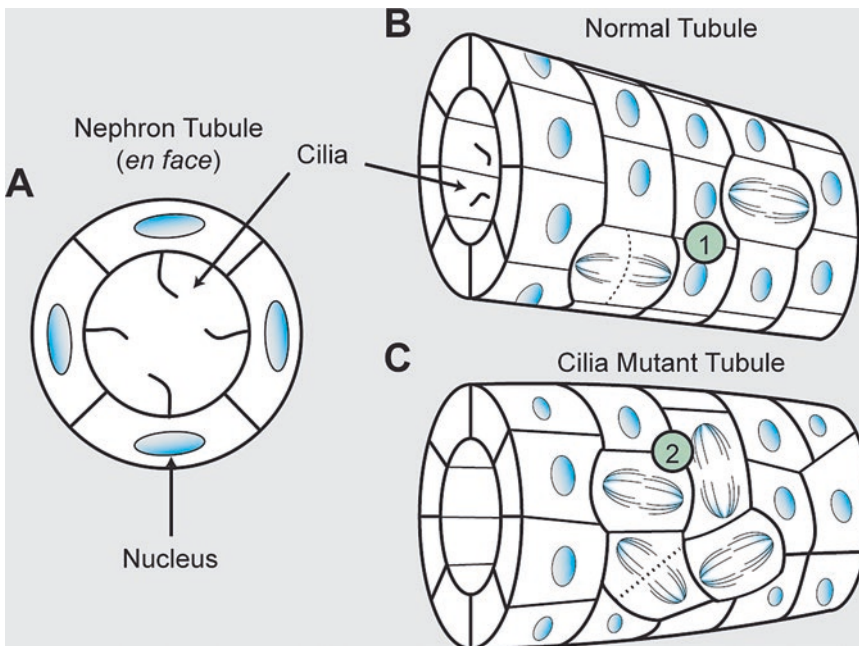 A
Nephron Tubule
(en face)
Cilia
Nucleus
B
Normal Tubule
1
C
Cilia Mutant Tubule
2